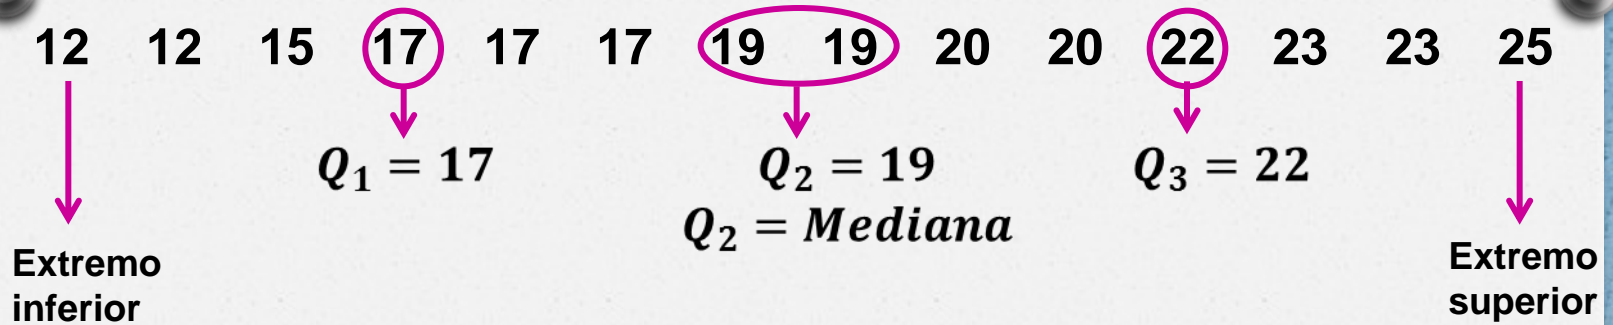 12 12 15 17 17 17 19 19 20 20 22 23 23 25
Q₁ = 17 Q₂ = 19 Q₃ = 22
Q₂ = Mediana
Extremo inferior
Extremo superior